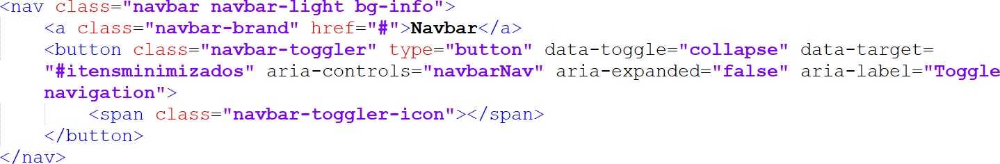 <nav class="navbar navbar-light bg-info">
    <a class="navbar-brand" href="#">Navbar</a>
    <button class="navbar-toggler" type="button" data-toggle="collapse" data-target=
    "#itensminimizados" aria-controls="navbarNav" aria-expanded="false" aria-label="Toggle
    navigation">
        <span class="navbar-toggler-icon"></span>
    </button>
</nav>